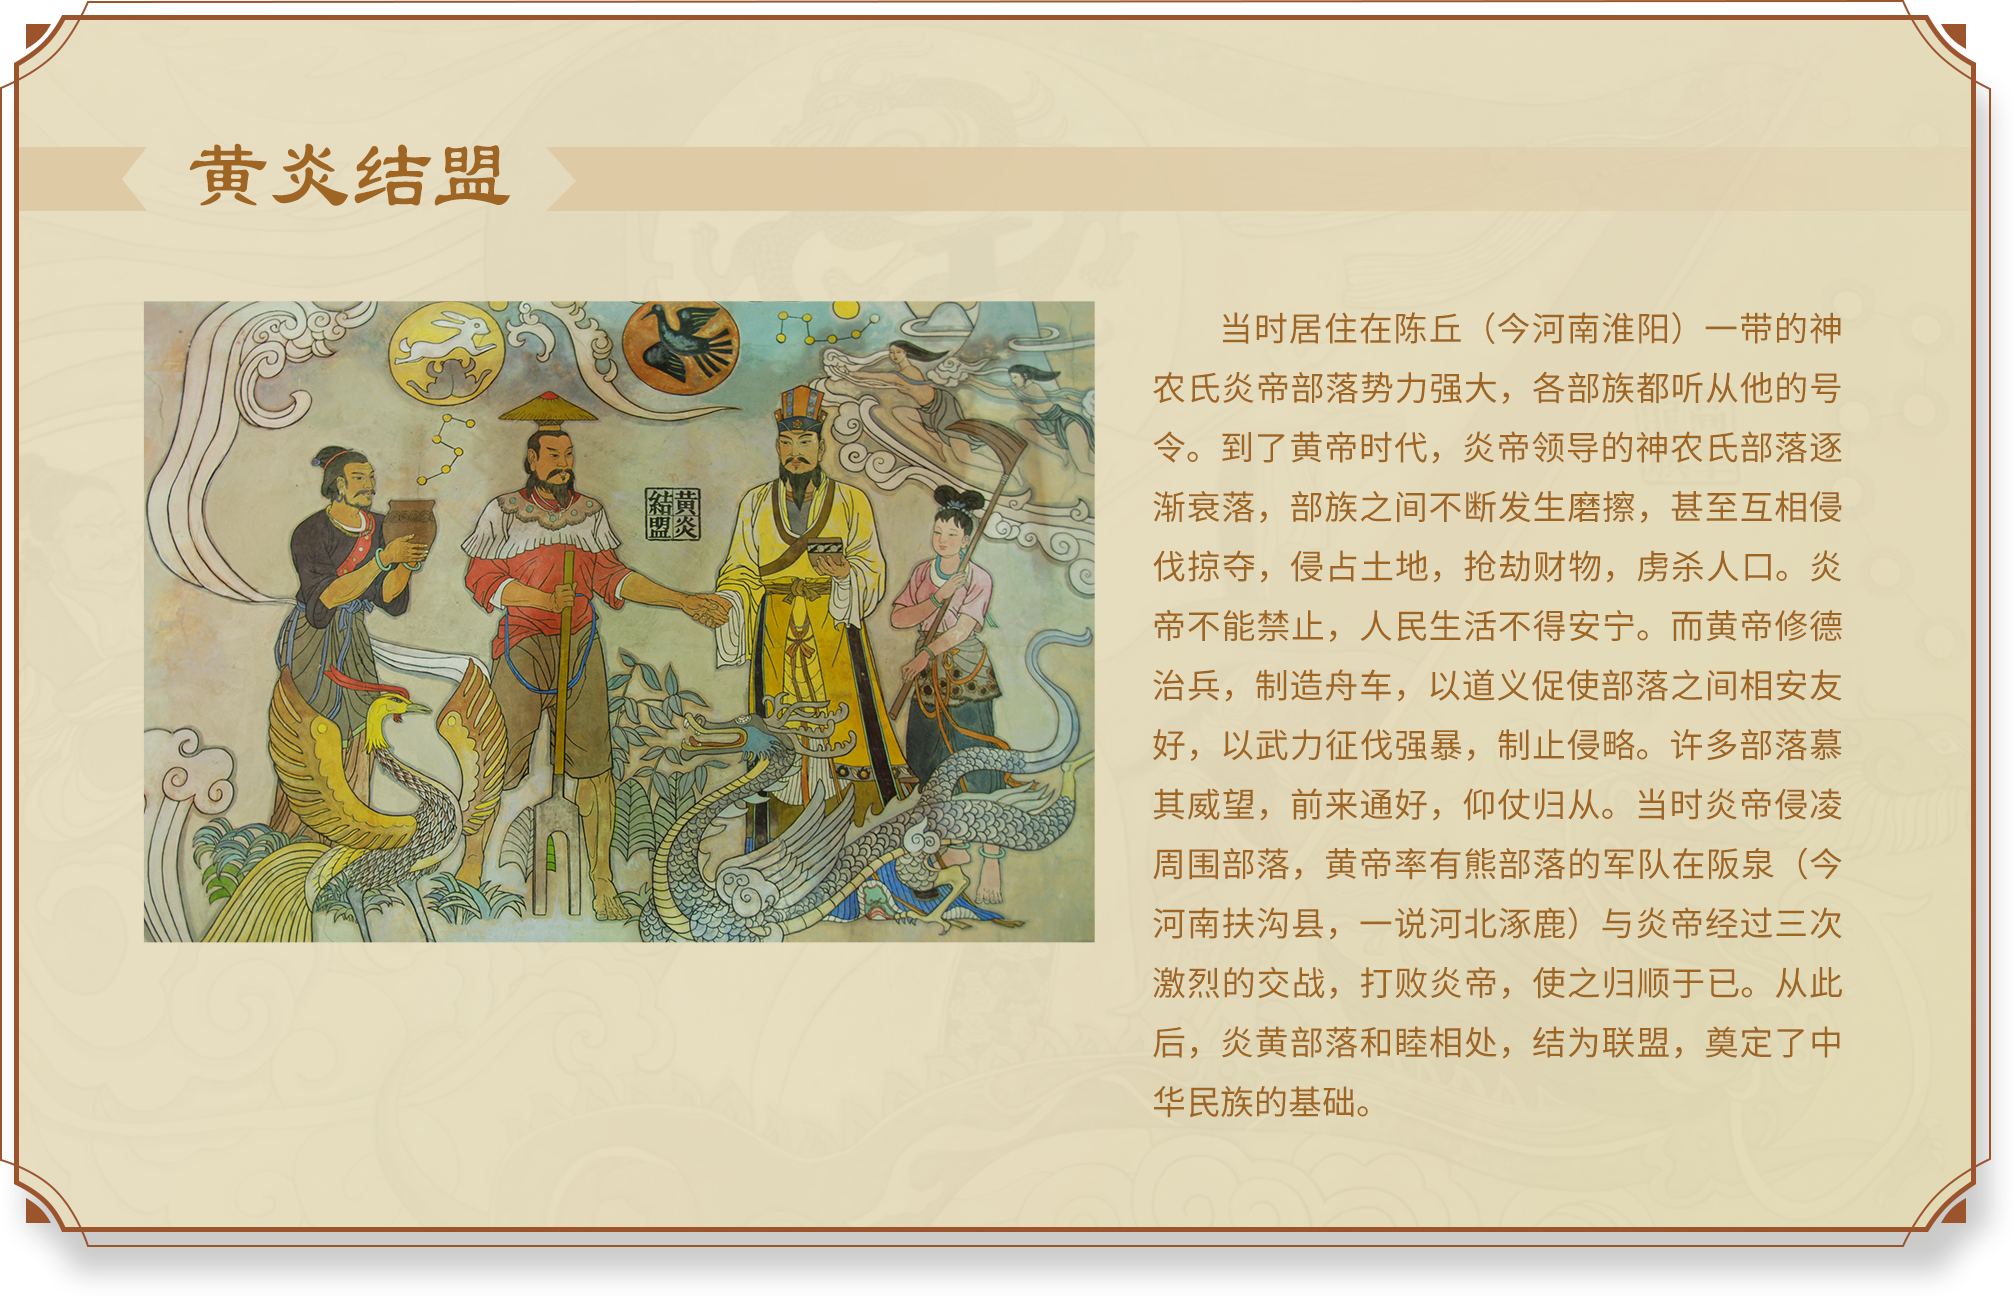 黄炎结盟
黄炎
結盟
当时居住在陈丘（今河南淮阳）一带的神
农氏炎帝部落势力强大，各部族都听从他的号
令。到了黄帝时代，炎帝领导的神农氏部落逐
渐衰落，部族之间不断发生磨擦，甚至互相侵
伐掠夺，侵占土地，抢劫财物，虏杀人口。炎
帝不能禁止，人民生活不得安宁。而黄帝修德
治兵，制造舟车，以道义促使部落之间相安友
好，以武力征伐强暴，制止侵略。许多部落慕
其威望，前来通好，仰仗归从。当时炎帝侵凌
周围部落，黄帝率有熊部落的军队在阪泉（今
河南扶沟县，一说河北涿鹿）与炎帝经过三次
激烈的交战，打败炎帝，使之归顺于已。从此
后，炎黄部落和睦相处，结为联盟，奠定了中
华民族的基础。